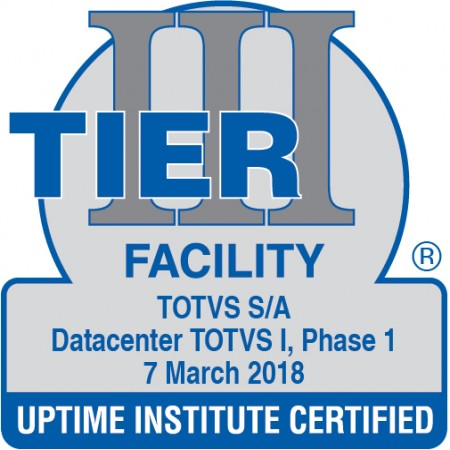 III
TIER
FACILITY
®
TOTVS S/A
Datacenter TOTVS I, Phase 1
7 March 2018
UPTIME INSTITUTE CERTIFIED